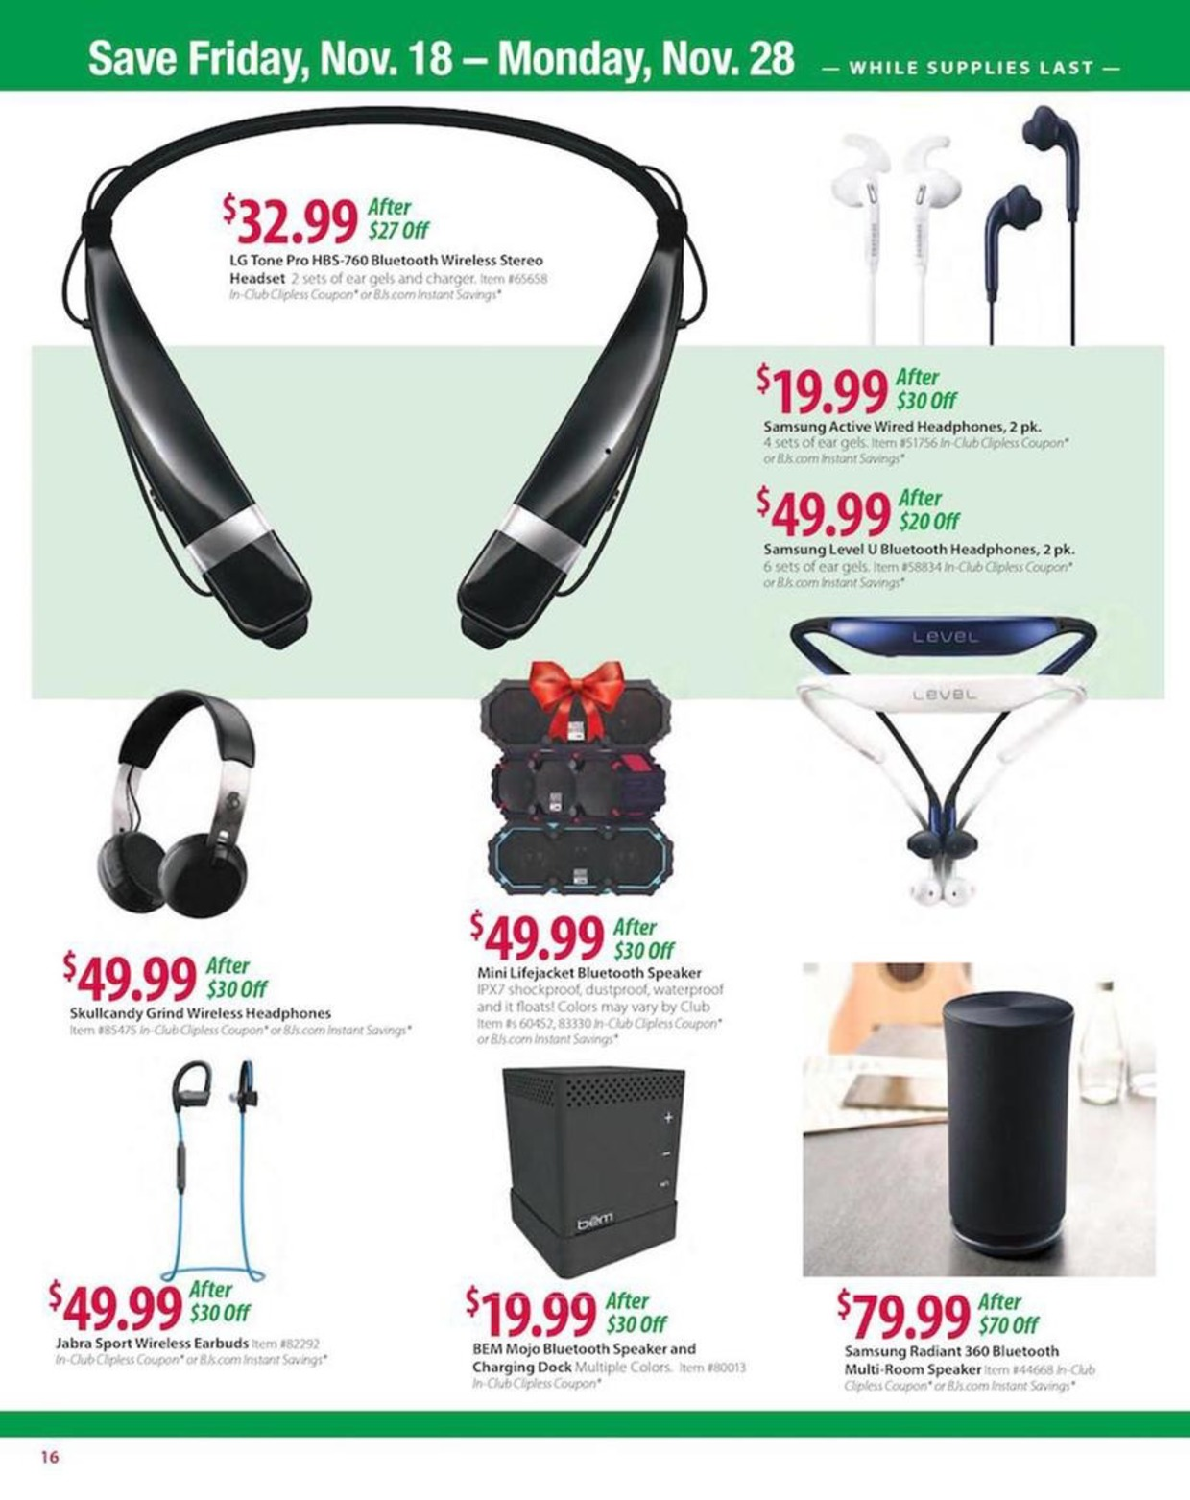 Save Friday, Nov. 18 – Monday, Nov. 28 — WHILE SUPPLIES LAST —
$32.99 After
$27 Off
LG Tone Pro HBS-760 Bluetooth Wireless Stereo
Headset 2 sets of ear gels and charger. Item #65658
In-Club Clipless Coupon* or BJs.com Instant Savings*
$19.99 After
$30 Off
Samsung Active Wired Headphones, 2 pk.
4 sets of ear gels. Item #51756 In-Club Clipless Coupon*
or BJs.com Instant Savings*
$49.99 After
$20 Off
Samsung Level U Bluetooth Headphones, 2 pk.
6 sets of ear gels. Item #58834 In-Club Clipless Coupon*
or BJs.com Instant Savings*
LEVEL
LEVEL
$49.99 After
$30 Off
Skullcandy Grind Wireless Headphones
Item #85475 In-Club Clipless Coupon* or BJs.com Instant Savings*
$49.99 After
$30 Off
Mini Lifejacket Bluetooth Speaker
IPX7 shockproof, dustproof, waterproof
and it floats! Colors may vary by Club
Item #s 60452, 83330 In-Club Clipless Coupon*
or BJs.com Instant Savings*
$49.99 After
$30 Off
Jabra Sport Wireless Earbuds Item #82292
In-Club Clipless Coupon* or BJs.com Instant Savings*
bem
$19.99 After
$30 Off
BEM Mojo Bluetooth Speaker and
Charging Dock Multiple Colors. Item #80013
In-Club Clipless Coupon*
$79.99 After
$70 Off
Samsung Radiant 360 Bluetooth
Multi-Room Speaker Item #44668 In-Club
Clipless Coupon* or BJs.com Instant Savings*
16